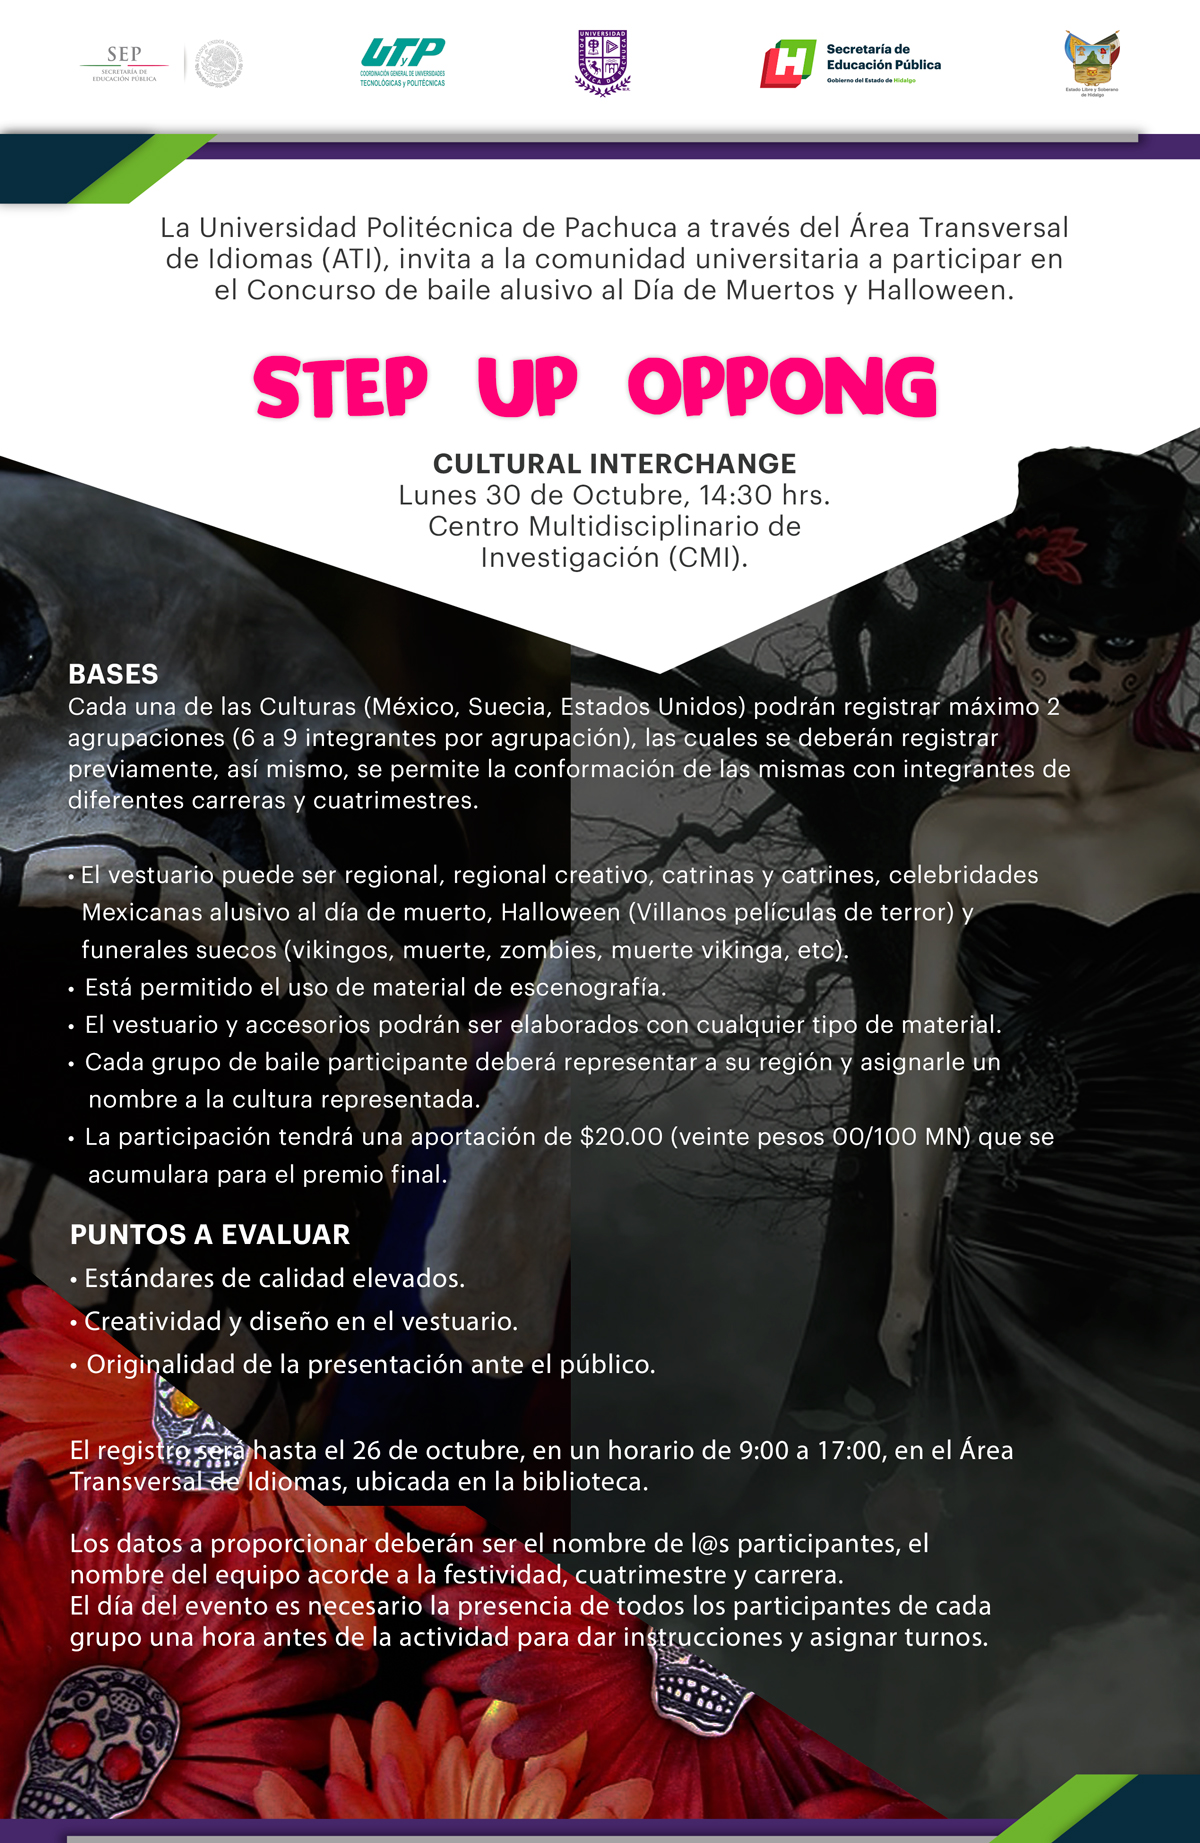 SEP
SECRETARÍA DE
EDUCACIÓN PÚBLICA
UTyP
COORDINACIÓN GENERAL DE UNIVERSIDADES
TECNOLÓGICAS y POLITÉCNICAS
UNIVERSIDAD
POLITÉCNICA DE PACHUCA
H
Secretaría de
Educación Pública
Gobierno del Estado de Hidalgo
Estado Libre y Soberano
de Hidalgo
La Universidad Politécnica de Pachuca a través del Área Transversal
de Idiomas (ATI), invita a la comunidad universitaria a participar en
el Concurso de baile alusivo al Día de Muertos y Halloween.
STEP UP OPPONG
CULTURAL INTERCHANGE
Lunes 30 de Octubre, 14:30 hrs.
Centro Multidisciplinario de
Investigación (CMI).
BASES
Cada una de las Culturas (México, Suecia, Estados Unidos) podrán registrar máximo 2
agrupaciones (6 a 9 integrantes por agrupación), las cuales se deberán registrar
previamente, así mismo, se permite la conformación de las mismas con integrantes de
diferentes carreras y cuatrimestres.
• El vestuario puede ser regional, regional creativo, catrinas y catrines, celebridades
Mexicanas alusivo al día de muerto, Halloween (Villanos películas de terror) y
funerales suecos (vikingos, muerte, zombies, muerte vikinga, etc).
• Está permitido el uso de material de escenografía.
• El vestuario y accesorios podrán ser elaborados con cualquier tipo de material.
• Cada grupo de baile participante deberá representar a su región y asignarle un
nombre a la cultura representada.
• La participación tendrá una aportación de $20.00 (veinte pesos 00/100 MN) que se
acumulara para el premio final.
PUNTOS A EVALUAR
• Estándares de calidad elevados.
• Creatividad y diseño en el vestuario.
• Originalidad de la presentación ante el público.
El registro será hasta el 26 de octubre, en un horario de 9:00 a 17:00, en el Área
Transversal de Idiomas, ubicada en la biblioteca.
Los datos a proporcionar deberán ser el nombre de l@s participantes, el
nombre del equipo acorde a la festividad, cuatrimestre y carrera.
El día del evento es necesario la presencia de todos los participantes de cada
grupo una hora antes de la actividad para dar instrucciones y asignar turnos.